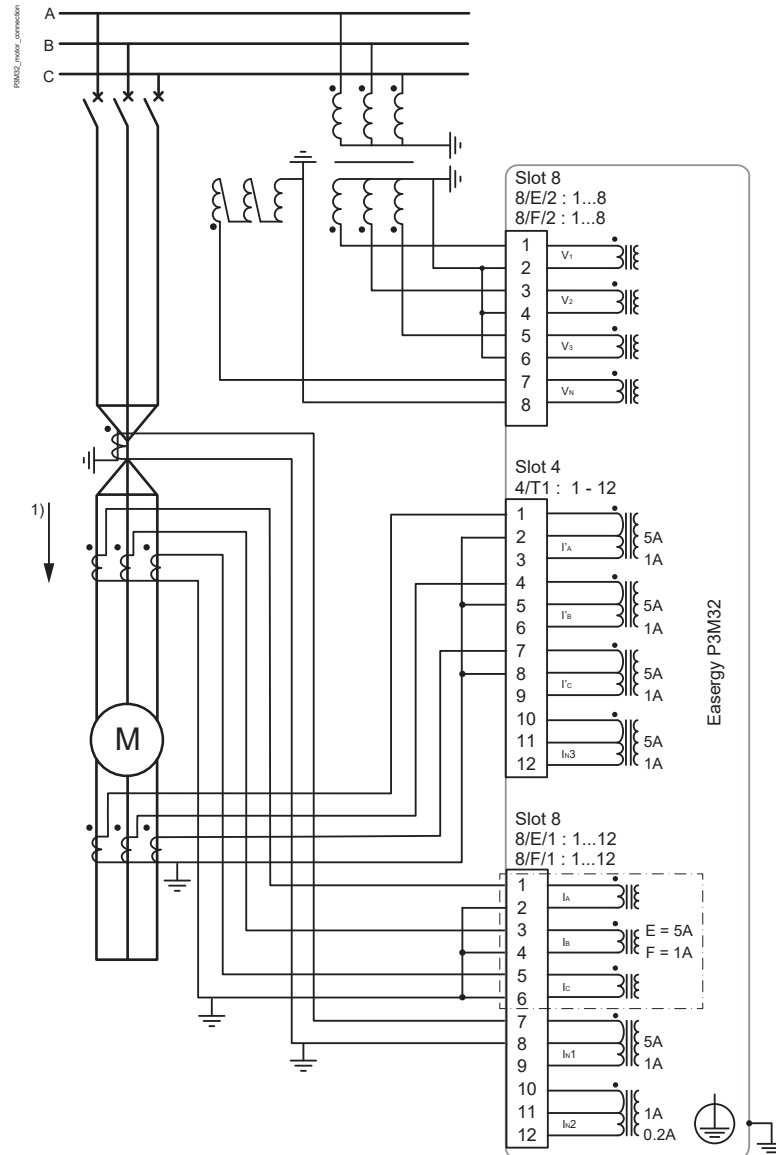 P3M32_motor_connection
A
B
C
Slot 8
8/E/2 : 1...8
8/F/2 : 1...8
1
V1
2
3
V2
4
5
V3
6
7
VN
8
Slot 4
4/T1 : 1 - 12
1)
1
2
5A
I'A
3
1A
4
5
5A
I'B
6
1A
7
8
5A
I'C
9
1A
10
11
5A
IN3
12
1A
Easergy P3M32
M
Slot 8
8/E/1 : 1...12
8/F/1 : 1...12
1
IA
2
3
E = 5A
IB
4
F = 1A
5
IC
6
7
8
5A
IN1
9
1A
10
11
1A
IN2
12
0.2A